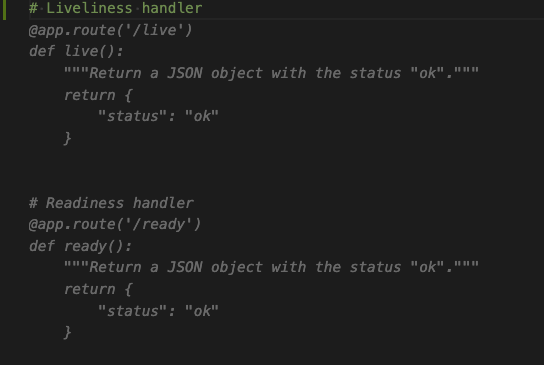 # Liveliness handler
@app.route('/live')
def live():
    """Return a JSON object with the status "ok"."""
    return {
        "status": "ok"
    }
# Readiness handler
@app.route('/ready')
def ready():
    """Return a JSON object with the status "ok"."""
    return {
        "status": "ok"
    }